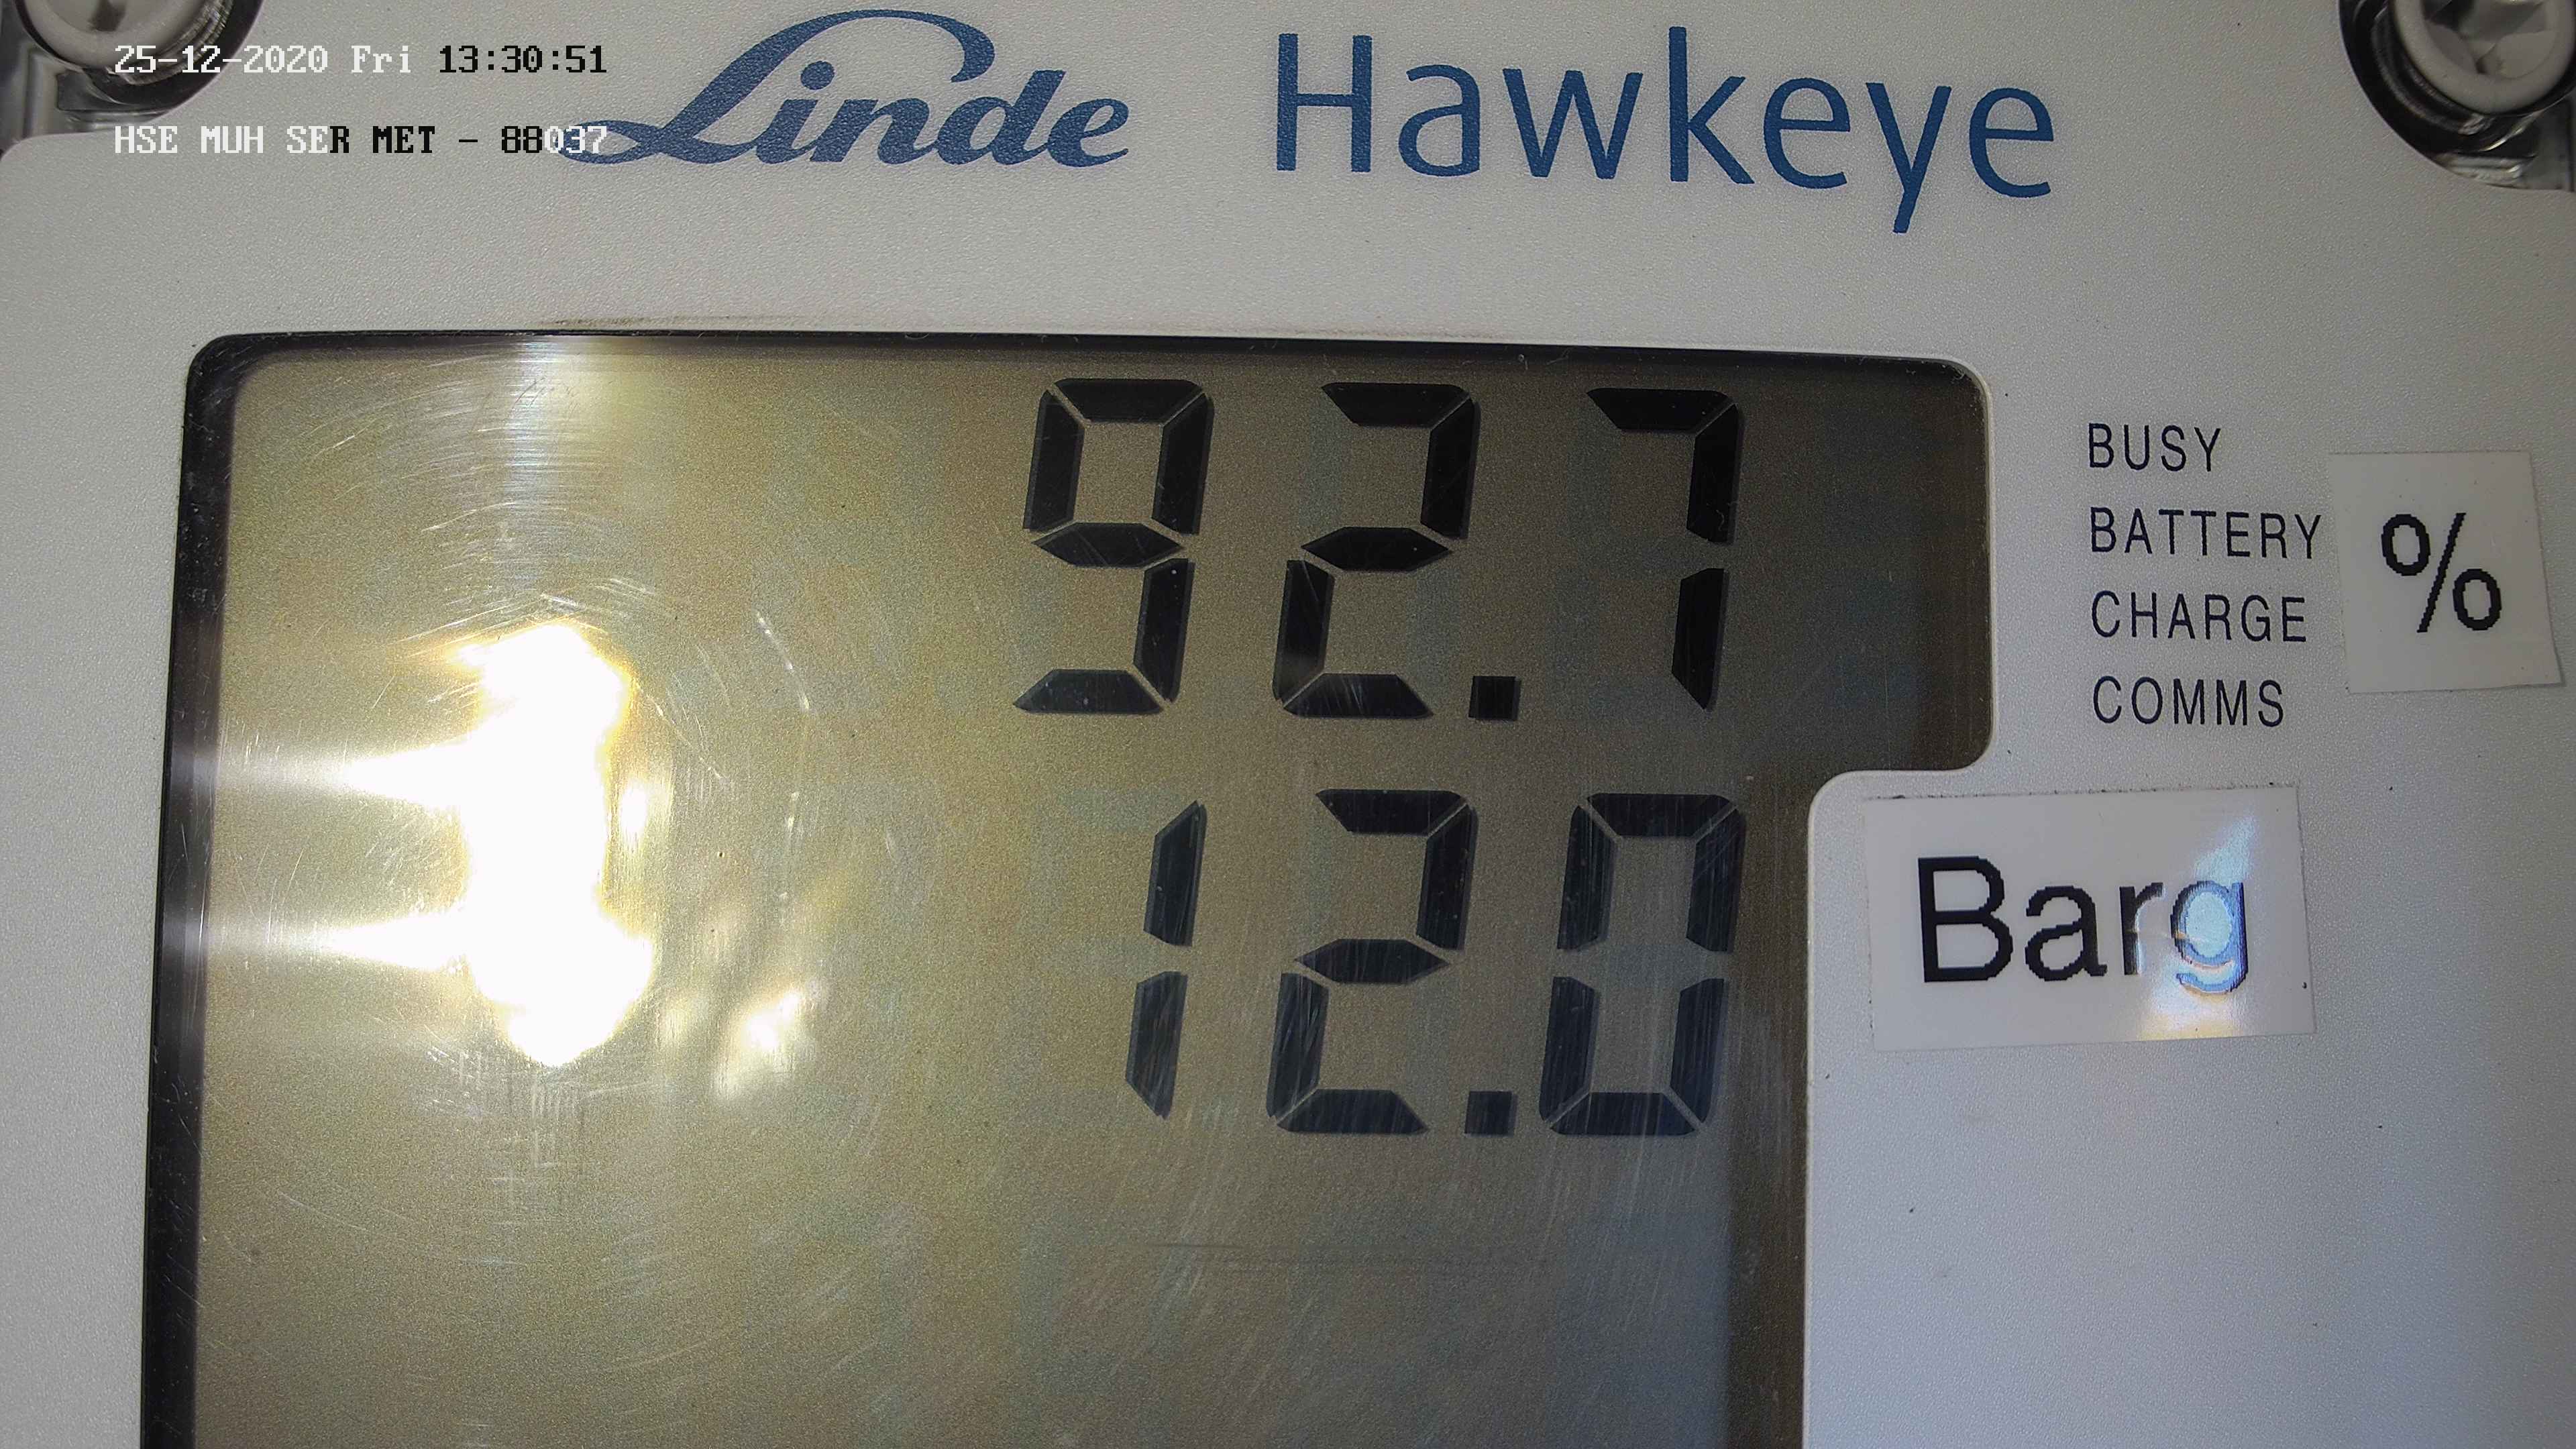 25-12-2020 Fri 13:30:51
HSE MUH SER MET - 88037
Linde Hawkeye
92.7
BUSY
BATTERY
CHARGE
COMMS
%
12.0
Barg